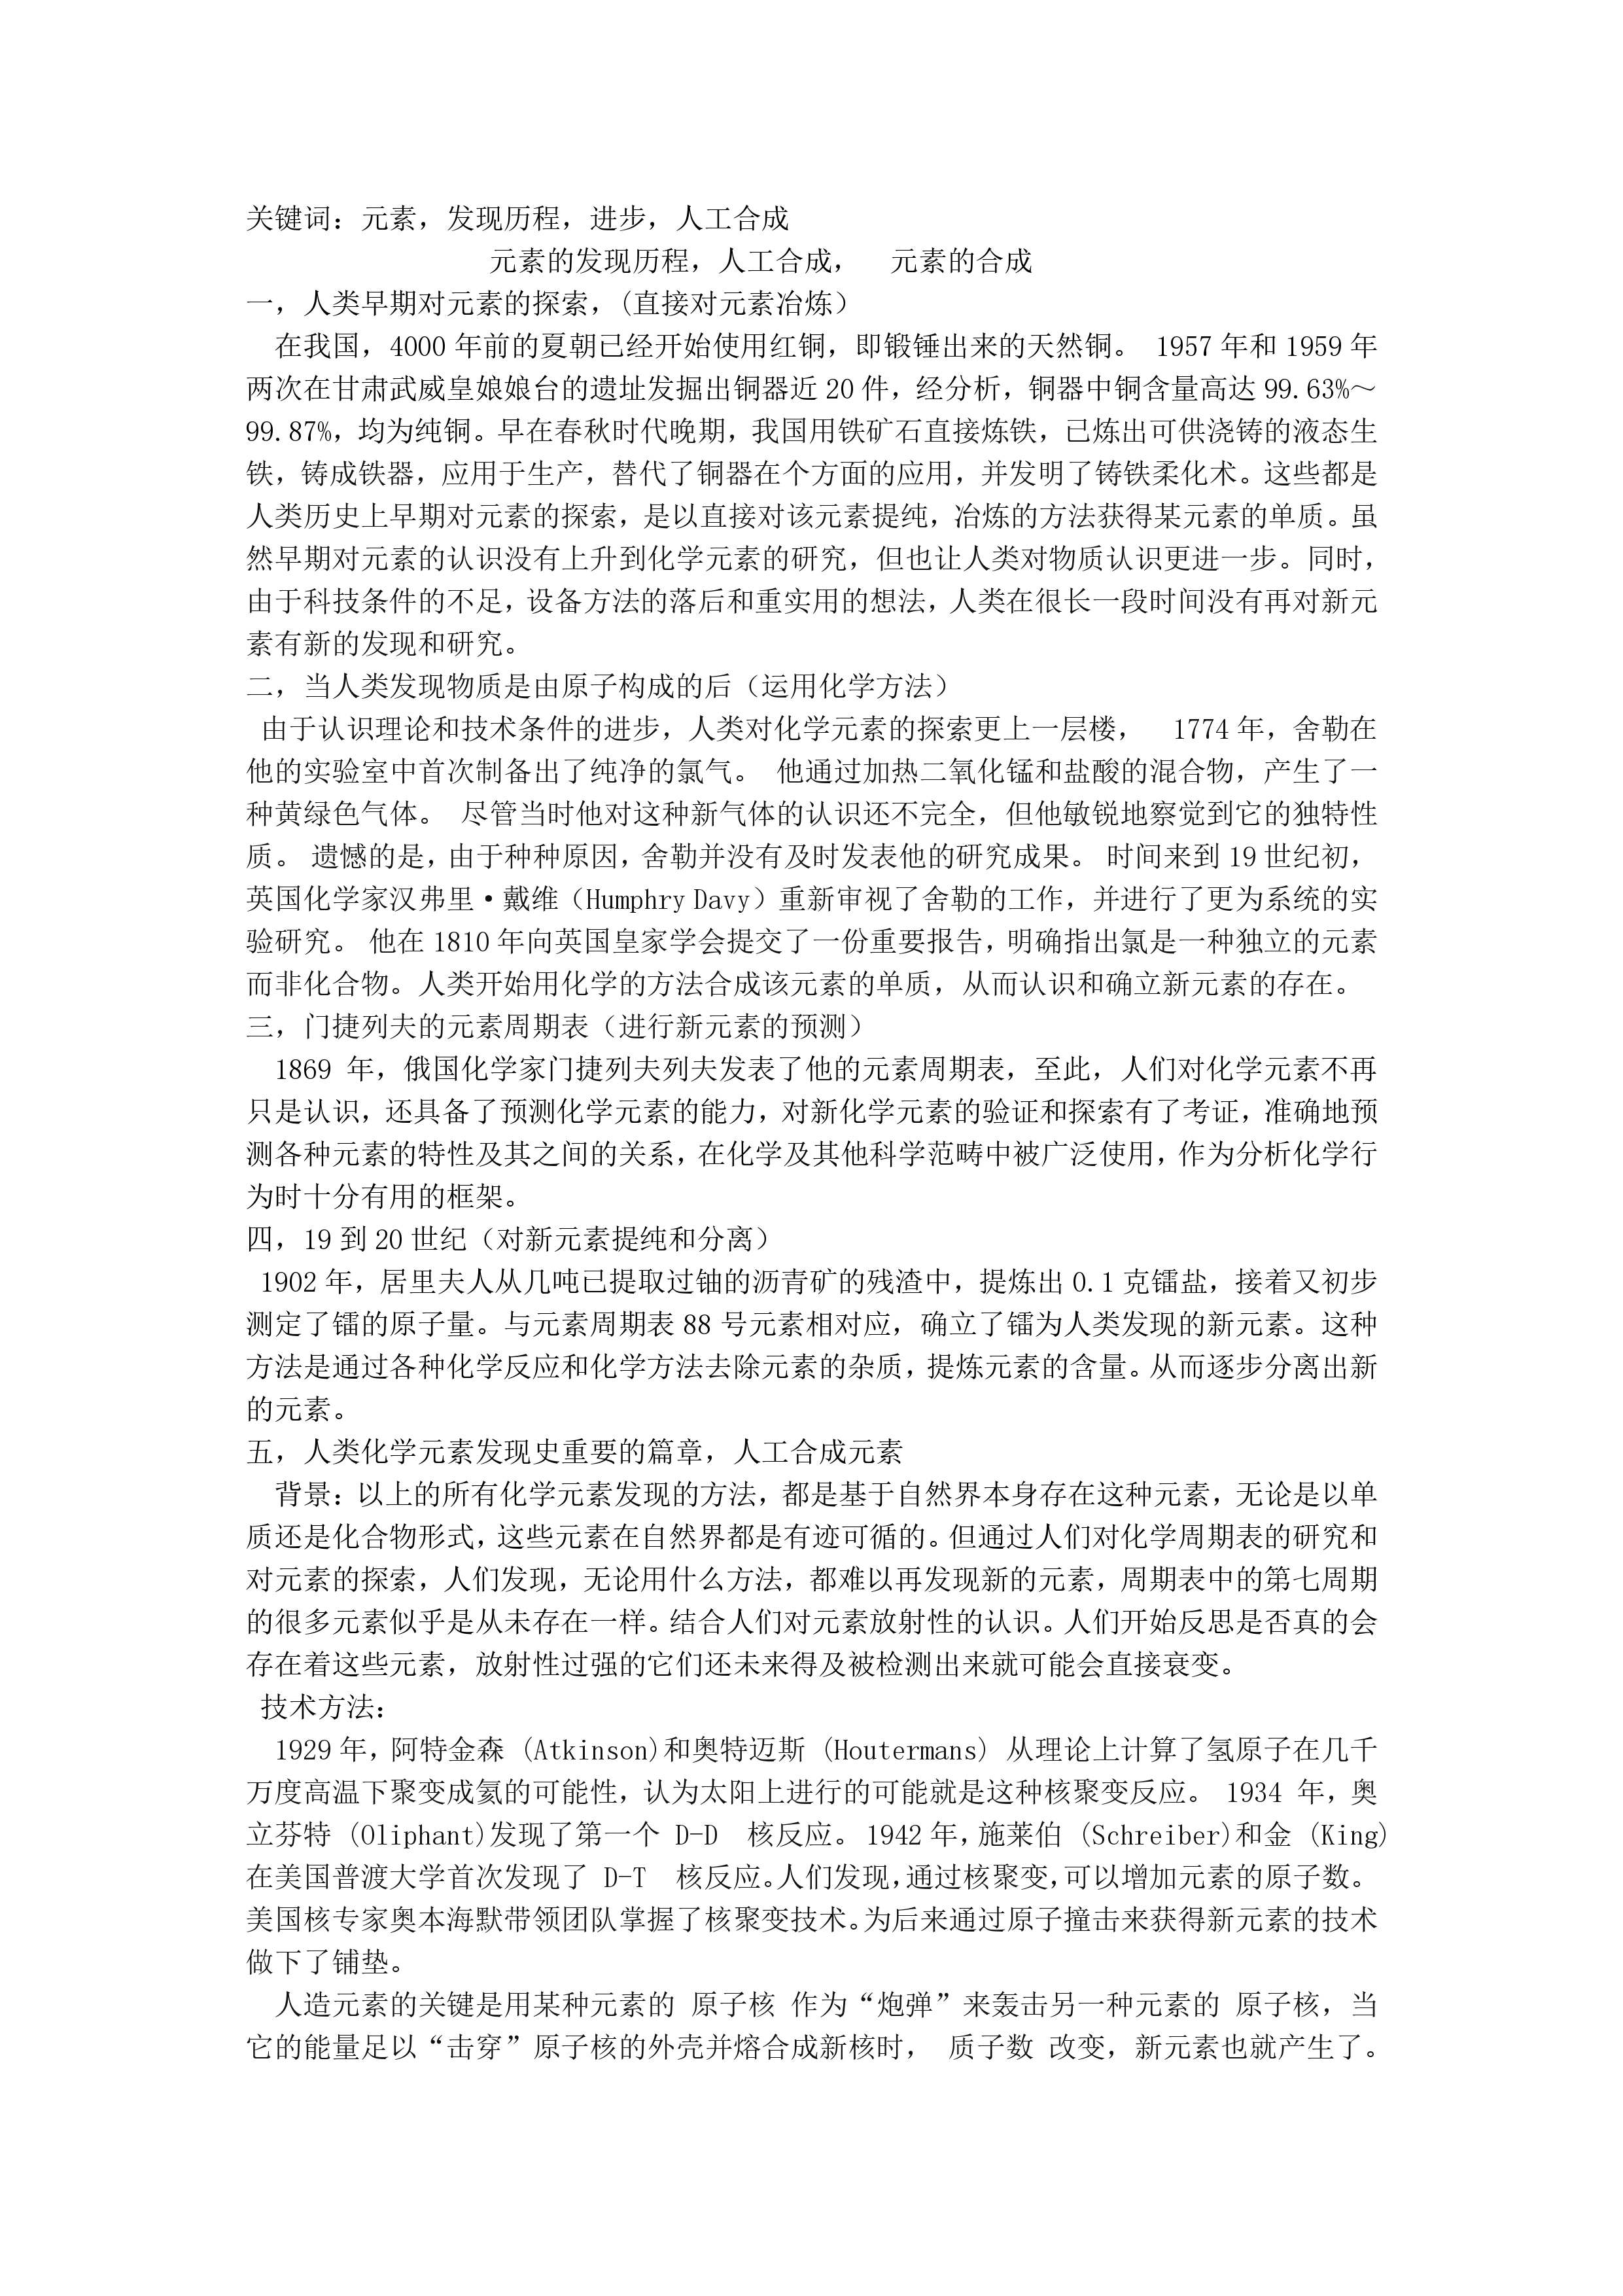 关键词：元素，发现历程，进步，人工合成
元素的发现历程，人工合成， 元素的合成
一，人类早期对元素的探索，（直接对元素冶炼）
在我国，4000 年前的夏朝已经开始使用红铜，即锻锤出来的天然铜。 1957 年和 1959 年
两次在甘肃武威皇娘娘台的遗址发掘出铜器近 20 件，经分析，铜器中铜含量高达 99.63%～
99.87%，均为纯铜。早在春秋时代晚期，我国用铁矿石直接炼铁，已炼出可供浇铸的液态生
铁，铸成铁器，应用于生产，替代了铜器在个方面的应用，并发明了铸铁柔化术。这些都是
人类历史上早期对元素的探索，是以直接对该元素提纯，冶炼的方法获得某元素的单质。虽
然早期对元素的认识没有上升到化学元素的研究，但也让人类对物质认识更进一步。同时，
由于科技条件的不足，设备方法的落后和重实用的想法，人类在很长一段时间没有再对新元
素有新的发现和研究。
二，当人类发现物质是由原子构成的后（运用化学方法）
由于认识理论和技术条件的进步，人类对化学元素的探索更上一层楼， 1774 年，舍勒在
他的实验室中首次制备出了纯净的氯气。 他通过加热二氧化锰和盐酸的混合物，产生了一
种黄绿色气体。 尽管当时他对这种新气体的认识还不完全，但他敏锐地察觉到它的独特性
质。 遗憾的是，由于种种原因，舍勒并没有及时发表他的研究成果。 时间来到 19 世纪初，
英国化学家汉弗里·戴维（Humphry Davy）重新审视了舍勒的工作，并进行了更为系统的实
验研究。 他在 1810 年向英国皇家学会提交了一份重要报告，明确指出氯是一种独立的元素
而非化合物。人类开始用化学的方法合成该元素的单质，从而认识和确立新元素的存在。
三，门捷列夫的元素周期表（进行新元素的预测）
1869 年，俄国化学家门捷列夫列夫发表了他的元素周期表，至此，人们对化学元素不再
只是认识，还具备了预测化学元素的能力，对新化学元素的验证和探索有了考证，准确地预
测各种元素的特性及其之间的关系，在化学及其他科学范畴中被广泛使用，作为分析化学行
为时十分有用的框架。
四，19 到 20 世纪（对新元素提纯和分离）
1902 年，居里夫人从几吨已提取过铀的沥青矿的残渣中，提炼出 0.1 克镭盐，接着又初步
测定了镭的原子量。与元素周期表 88 号元素相对应，确立了镭为人类发现的新元素。这种
方法是通过各种化学反应和化学方法去除元素的杂质，提炼元素的含量。从而逐步分离出新
的元素。
五，人类化学元素发现史重要的篇章，人工合成元素
背景：以上的所有化学元素发现的方法，都是基于自然界本身存在这种元素，无论是以单
质还是化合物形式，这些元素在自然界都是有迹可循的。但通过人们对化学周期表的研究和
对元素的探索，人们发现，无论用什么方法，都难以再发现新的元素，周期表中的第七周期
的很多元素似乎是从未存在一样。结合人们对元素放射性的认识。人们开始反思是否真的会
存在着这些元素，放射性过强的它们还未来得及被检测出来就可能会直接衰变。
技术方法：
1929 年，阿特金森 (Atkinson)和奥特迈斯 (Houtermans) 从理论上计算了氢原子在几千
万度高温下聚变成氦的可能性，认为太阳上进行的可能就是这种核聚变反应。 1934 年，奥
立芬特 (Oliphant)发现了第一个 D-D 核反应。1942 年，施莱伯 (Schreiber)和金 (King)
在美国普渡大学首次发现了 D-T 核反应。人们发现，通过核聚变，可以增加元素的原子数。
美国核专家奥本海默带领团队掌握了核聚变技术。为后来通过原子撞击来获得新元素的技术
做下了铺垫。
人造元素的关键是用某种元素的 原子核 作为“炮弹”来轰击另一种元素的 原子核，当
它的能量足以“击穿”原子核的外壳并熔合成新核时， 质子数 改变，新元素也就产生了。